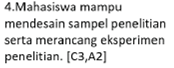 4.Mahasiswa mampu
mendesain sampel penelitian
serta merancang eksperimen
penelitian. [C3,A2]